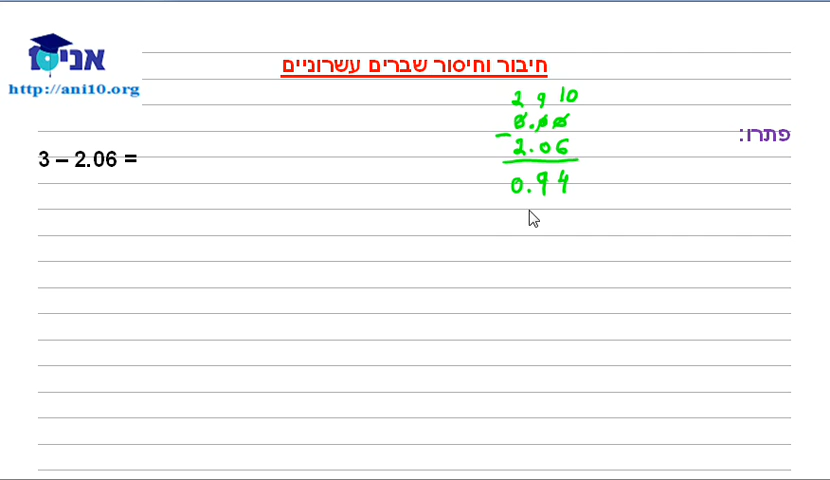 אני10
http://ani10.org
חיבור וחיסור שברים עשרוניים
פתרו:
3 – 2.06 =
2 9 10
3.00
- 2.06
0.94